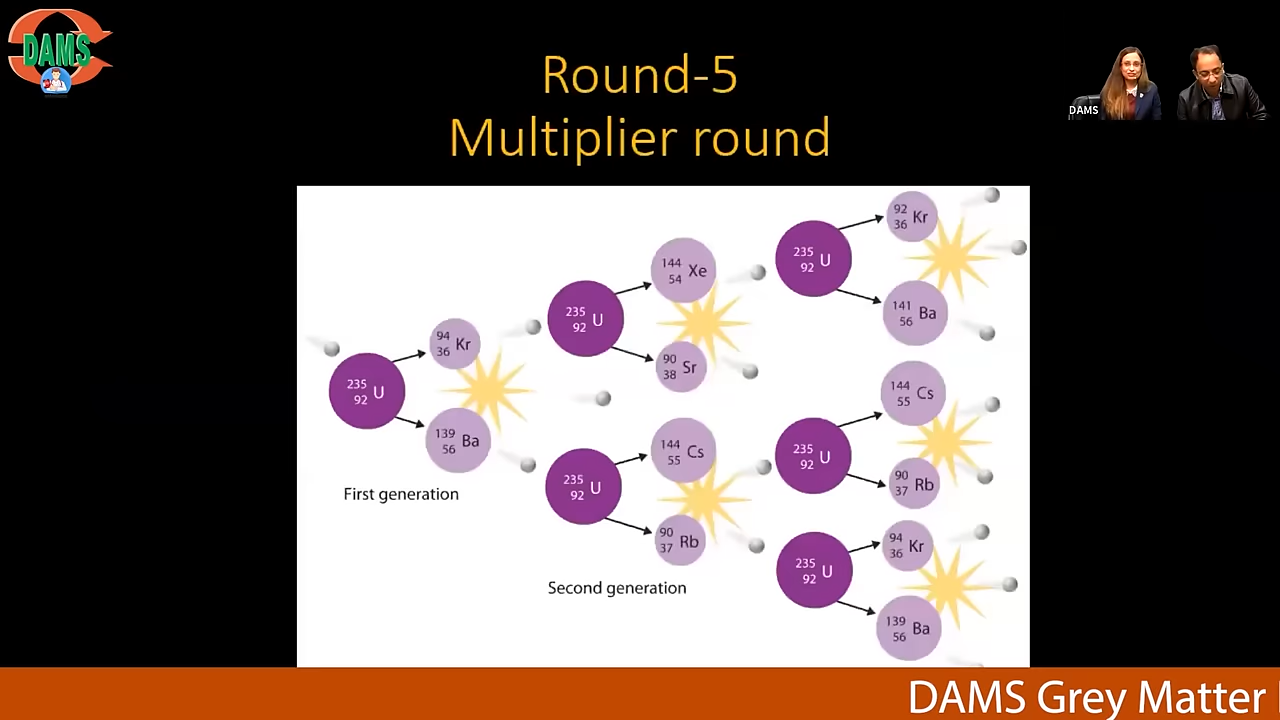 DAMS
Round-5
Multiplier round
DAMS
235
92 U
94
36 Kr
139
56 Ba
First generation
235
92 U
144
54 Xe
90
38 Sr
235
92 U
144
55 Cs
90
37 Rb
Second generation
235
92 U
92
36 Kr
141
56 Ba
235
92 U
144
55 Cs
90
37 Rb
235
92 U
94
36 Kr
139
56 Ba
DAMS Grey Matter